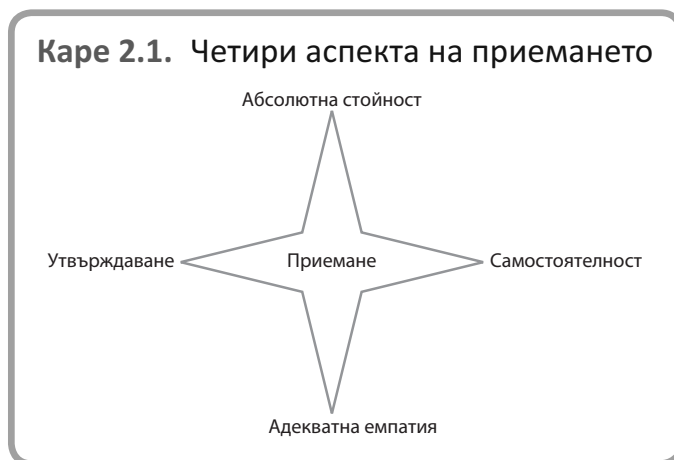 Каре 2.1. Четири аспекта на приемането
Абсолютна стойност
Утвърждаване
Приемане
Самостоятелност
Адекватна емпатия